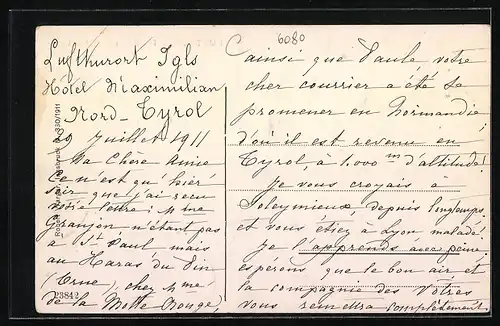 6080
Luftkurort Igls
Hôtel Maximilian
Nord-Tyrol
29 Juillet 1911
Ma Chère Amie
Ce n'est qu'hier
soir que j'ai reçu
votre lettre; Mme
Granjon n'étant pas
à St Paul mais
au Haras du Pin
(Orne), chez Mme
de la Motte Rouge,
23842
350/1911
Cainsi que Paule votre
cher courrier a été se
promener en Normandie
d'où il est revenu en
Tyrol, à 1.000 m d'altitude!
Je vous croyais à
Soleymieux, depuis longtemps
et vous étiez à Lyon malade.
Je l'apprends avec peine,
espérons que le bon air et
la compagnie des Vôtres
vous remettra complètement.